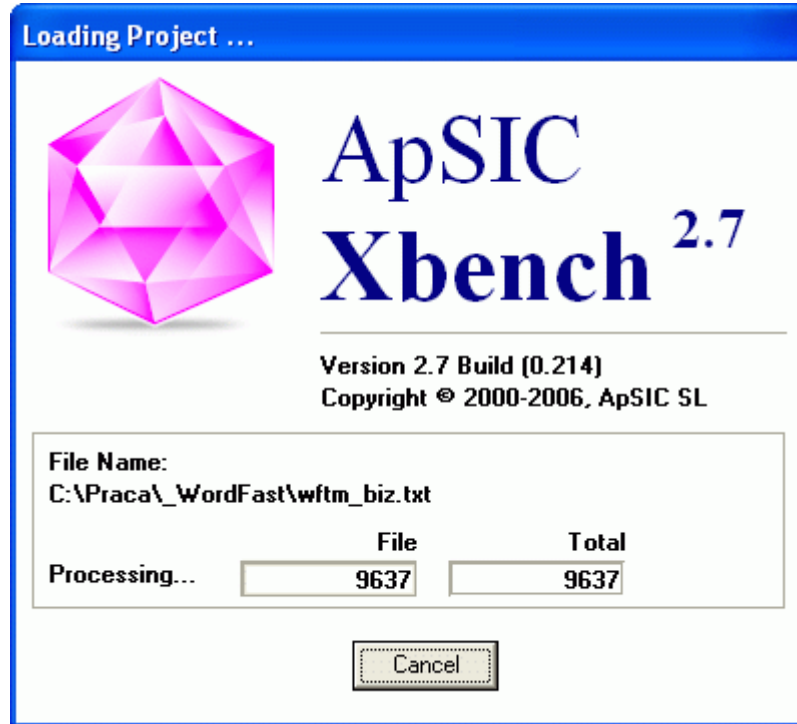 Loading Project ...
ApSIC
Xbench 2.7
Version 2.7 Build (0.214)
Copyright © 2000-2006, ApSIC SL
File Name:
C:\Praca\_WordFast\wftm_biz.txt
File Total
Processing... 9637 9637
Cancel